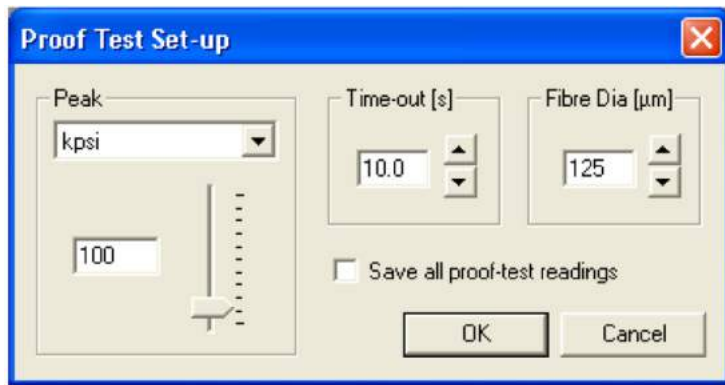 Proof Test Set-up
Peak
kpsi
100
Time-out [s]
10.0
Fibre Dia [µm]
125
Save all proof-test readings
OK
Cancel